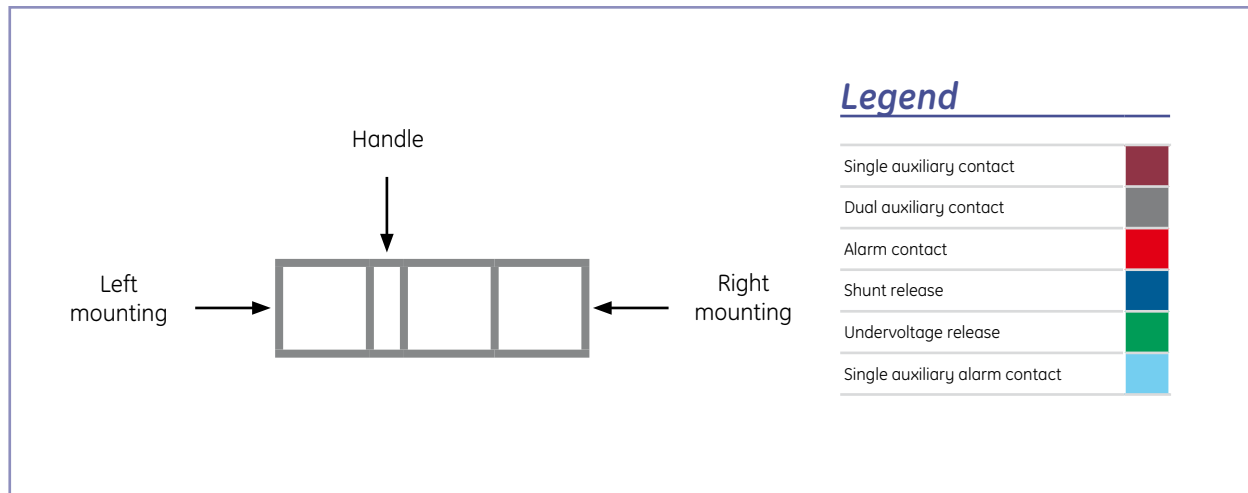 Handle
Left
mounting
Right
mounting
Legend
Single auxiliary contact
Dual auxiliary contact
Alarm contact
Shunt release
Undervoltage release
Single auxiliary alarm contact